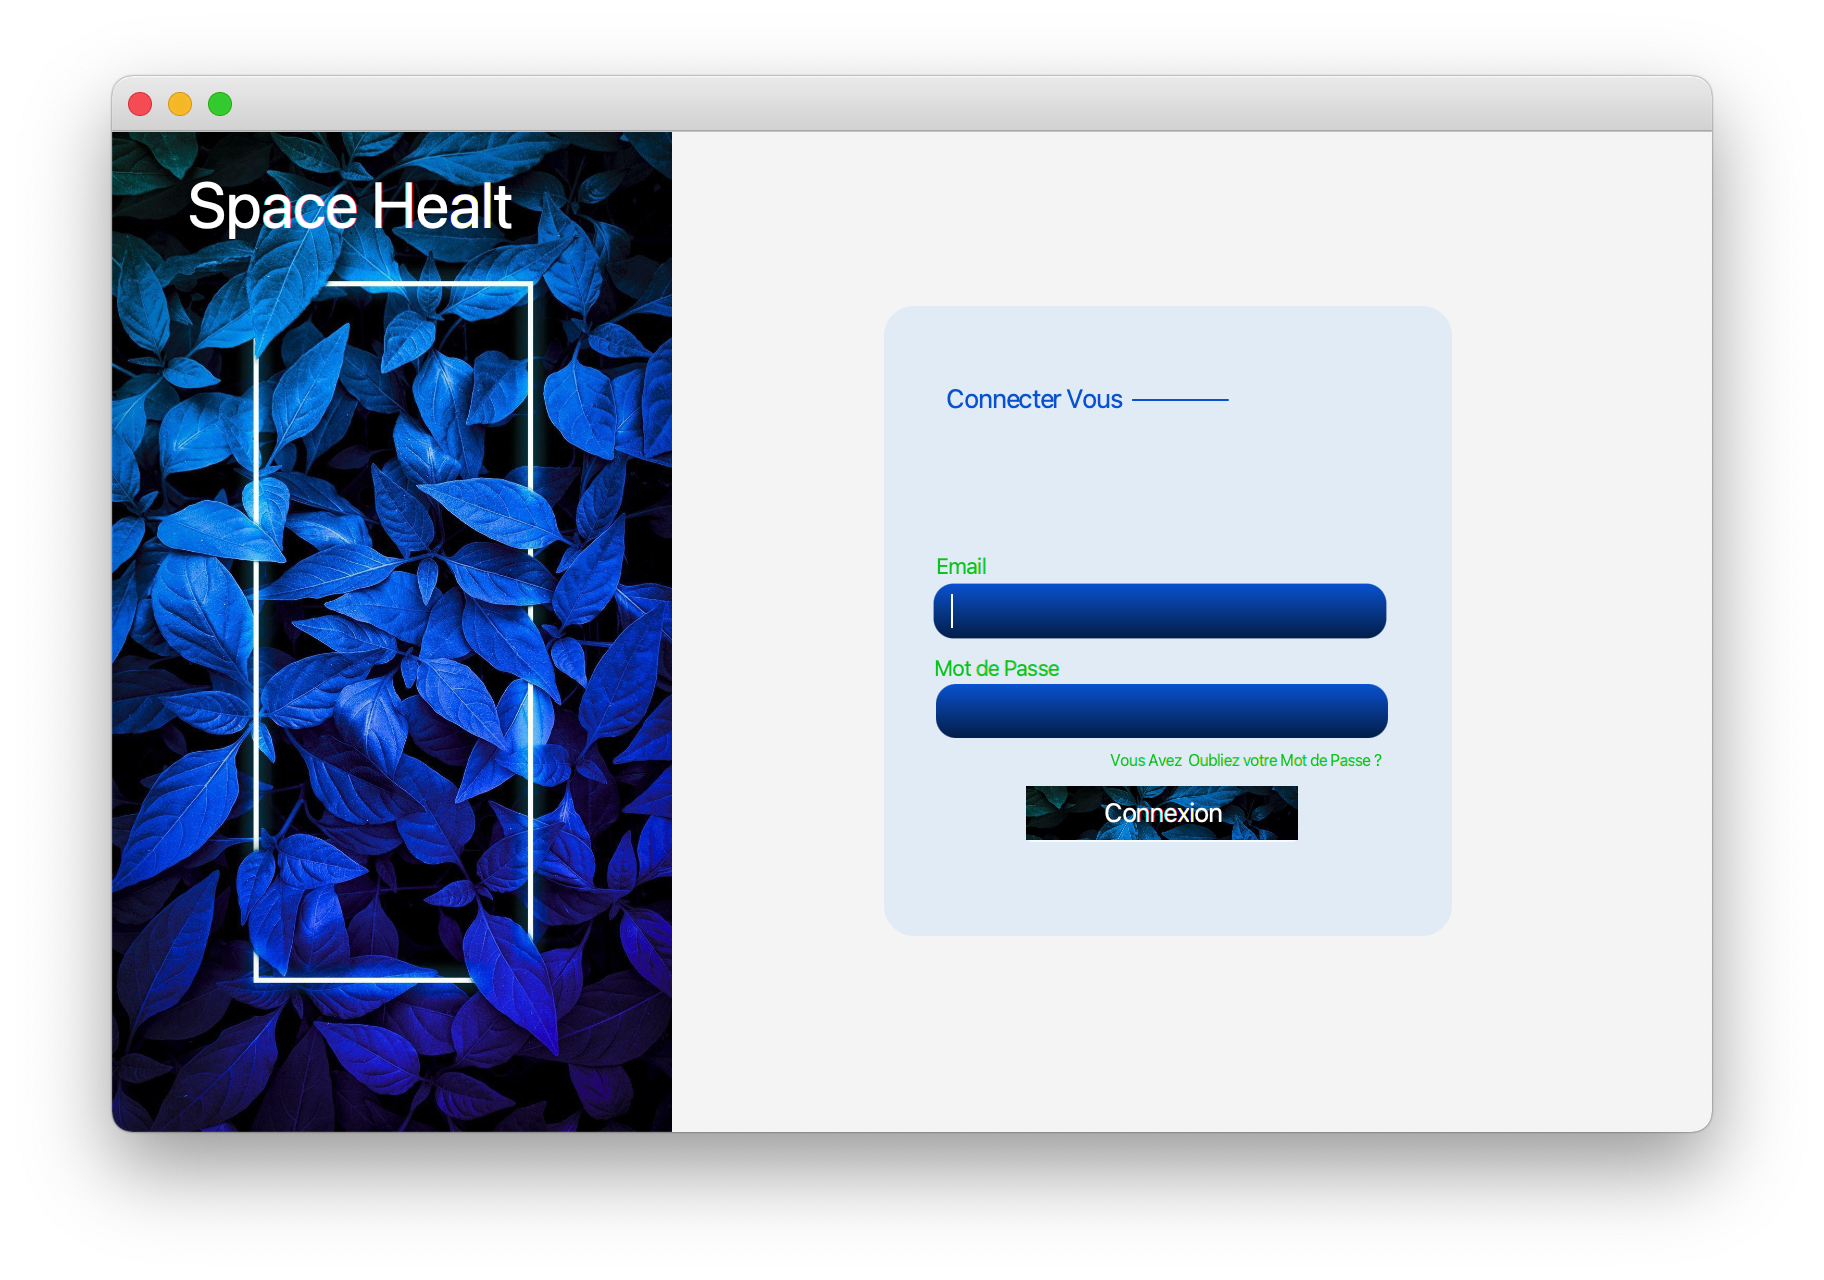 Space Healt
Connecter Vous
Email
Mot de Passe
Vous Avez Oubliez votre Mot de Passe ?
Connexion